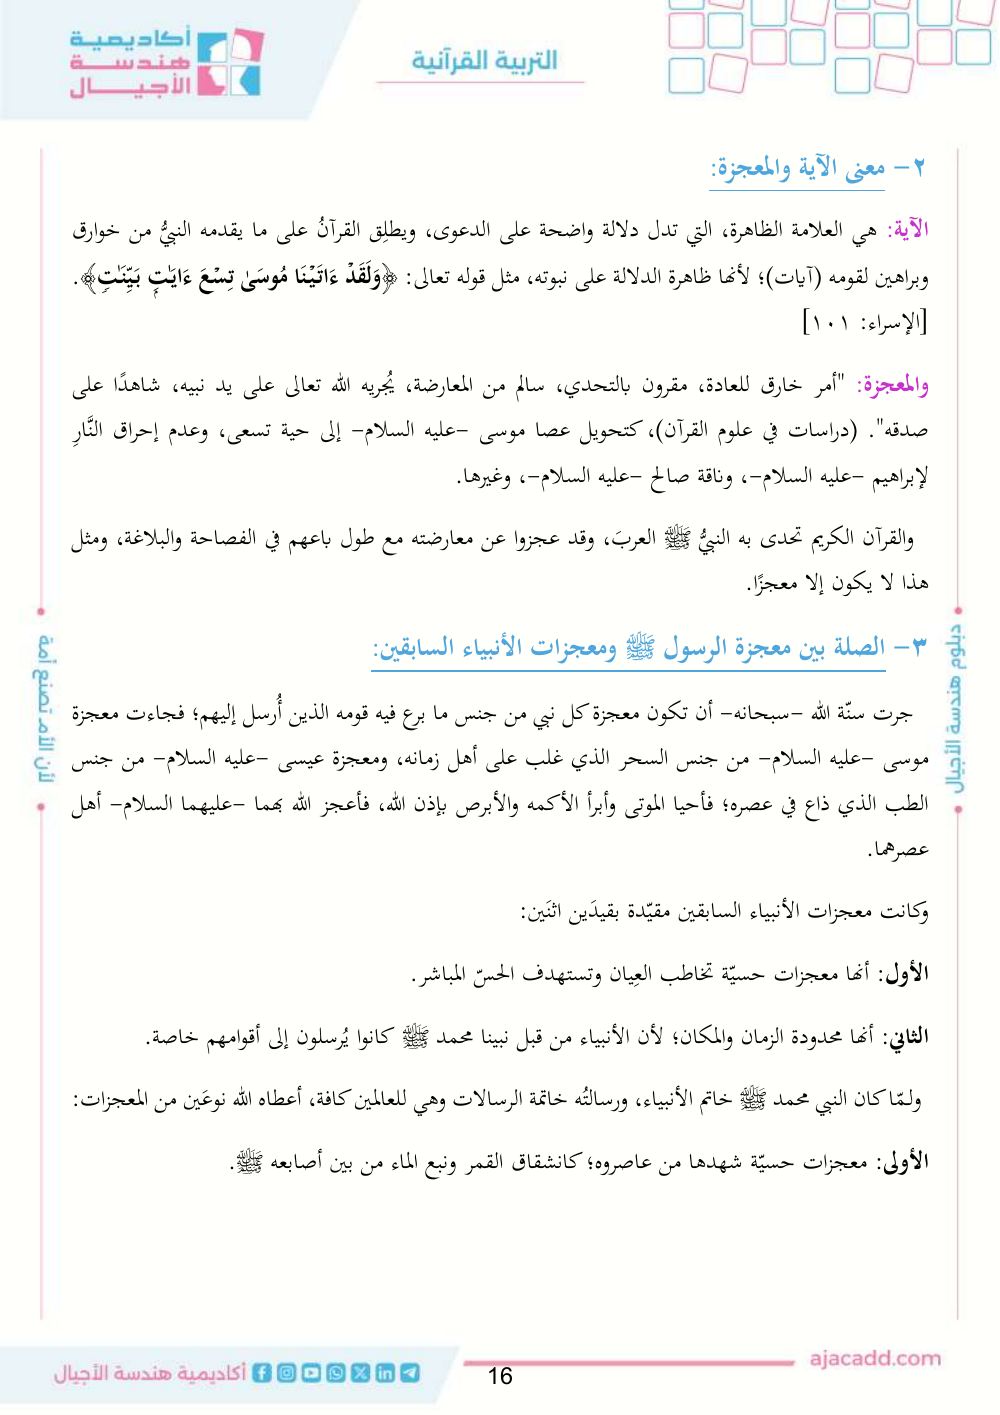 أكاديمية
هندسة
الأجيال
التربية القرآنية
٢- معنى الآية والمعجزة:
الآية: هي العلامة الظاهرة، التي تدل دلالة واضحة على الدعوى، ويطلِق القرآنُ على ما يقدمه النبيُّ من خوارق
وبراهين لقومه (آيات)؛ لأنها ظاهرة الدلالة على نبوته، مثل قوله تعالى: ﴿وَلَقَدْ ءَاتَيْنَا مُوسَىٰ تِسْعَ ءَايَٰتٍۭ بَيِّنَٰتٍ﴾.
[الإسراء: ١٠١]
والمعجزة: "أمر خارق للعادة، مقرون بالتحدي، سالم من المعارضة، يُجريه الله تعالى على يد نبيه، شاهدًا على
صدقه". (دراسات في علوم القرآن)، كتحويل عصا موسى –عليه السلام– إلى حية تسعى، وعدم إحراق النَّارِ
لإبراهيم –عليه السلام–، وناقة صالح –عليه السلام–، وغيرها.
والقرآن الكريم تحدى به النبيُّ ﷺ العربَ، وقد عجزوا عن معارضته مع طول باعهم في الفصاحة والبلاغة، ومثل
هذا لا يكون إلا معجزًا.
٣- الصلة بين معجزة الرسول ﷺ ومعجزات الأنبياء السابقين:
جرت سنّة الله –سبحانه– أن تكون معجزة كل نبي من جنس ما برع فيه قومه الذين أُرسل إليهم؛ فجاءت معجزة
موسى –عليه السلام– من جنس السحر الذي غلب على أهل زمانه، ومعجزة عيسى –عليه السلام– من جنس
الطب الذي ذاع في عصره؛ فأحيا الموتى وأبرأ الأكمه والأبرص بإذن الله، فأعجز الله بهما –عليهما السلام– أهل
عصرهما.
وكانت معجزات الأنبياء السابقين مقيّدة بقيدَين اثنَين:
الأول: أنها معجزات حسيّة تخاطب العِيان وتستهدف الحسّ المباشر.
الثاني: أنها محدودة الزمان والمكان؛ لأن الأنبياء من قبل نبينا محمد ﷺ كانوا يُرسلون إلى أقوامهم خاصة.
ولـمّا كان النبي محمد ﷺ خاتم الأنبياء، ورسالتُه خاتمة الرسالات وهي للعالمين كافة، أعطاه الله نوعَين من المعجزات:
الأولى: معجزات حسيّة شهدها من عاصروه؛ كانشقاق القمر ونبع الماء من بين أصابعه ﷺ.
دبلوم هندسة الأجيال
لأن الأم تصنع أمة
أكاديمية هندسة الأجيال
16
ajacadd.com